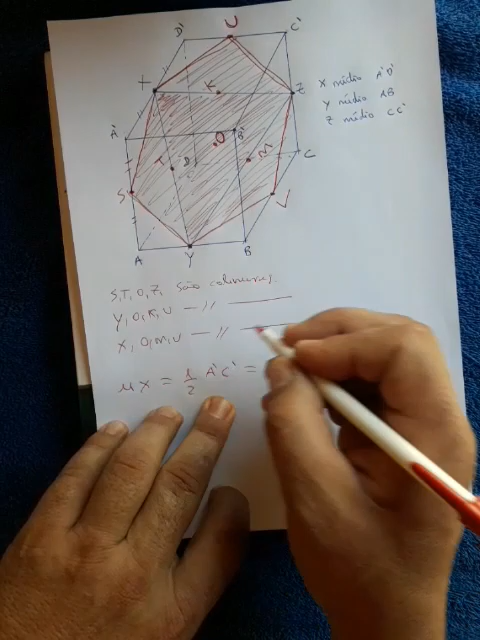 D'
U
C'
X
K
Z
X médio A'D'
Y médio AB
Z médio CC'
A'
B'
O
T
D
M
C
S
V
A
Y
B
S, T, O, Z, são colineares.
Y, O, K, U — // —
X, O, M, V — // —
UX = 1/2 A'C' =